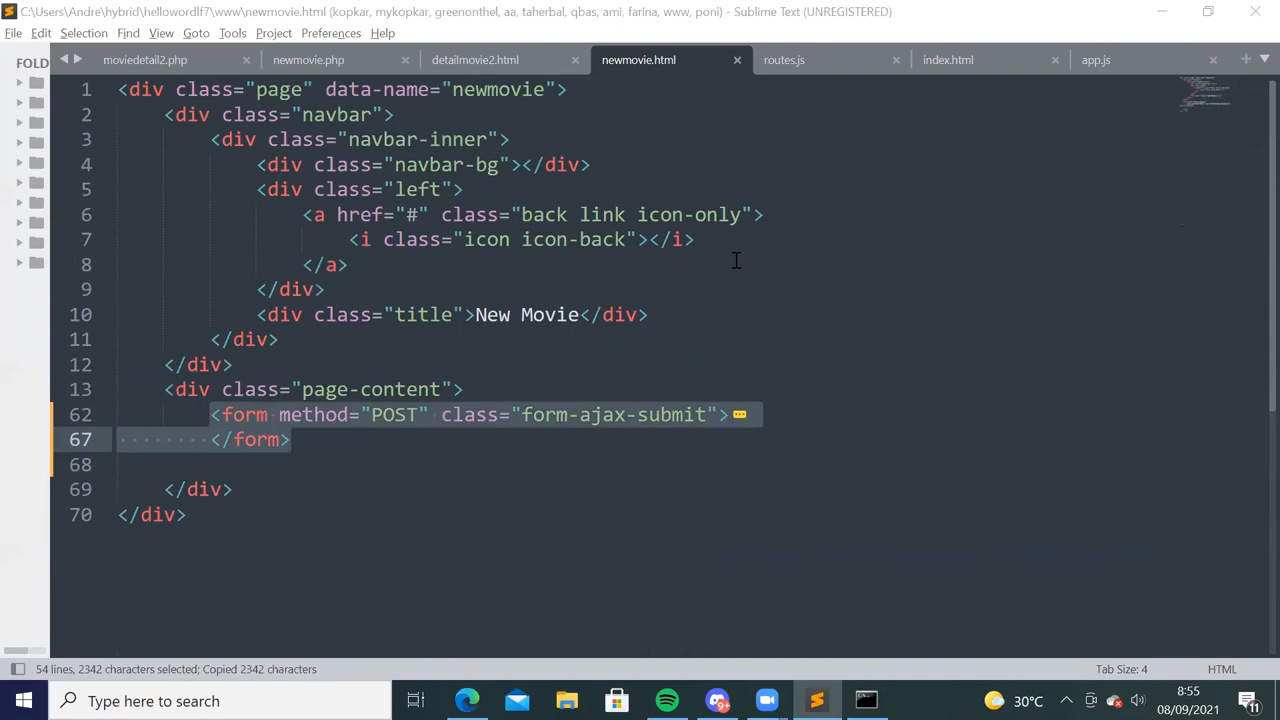 C:\Users\Andre\hybrid\hellowordlf7\www\newmovie.html (kopkar, mykopkar, greenonthel, aa, taherbal, qbas, ami, farina, www, pmi) - Sublime Text (UNREGISTERED)
File Edit Selection Find View Goto Tools Project Preferences Help
FOLD
moviedetail2.php newmovie.php detailmovie2.html newmovie.html routes.js index.html app.js
1 <div class="page" data-name="newmovie">
2 <div class="navbar">
3 <div class="navbar-inner">
4 <div class="navbar-bg"></div>
5 <div class="left">
6 <a href="#" class="back link icon-only">
7 <i class="icon icon-back"></i>
8 </a>
9 </div>
10 <div class="title">New Movie</div>
11 </div>
12 </div>
13 <div class="page-content">
62 <form method="POST" class="form-ajax-submit">
67 </form>
68
69 </div>
70 </div>
54 lines, 2342 characters selected; Copied 2342 characters
Tab Size: 4
HTML
Type here to search
9+
30°C
8:55
08/09/2021
11